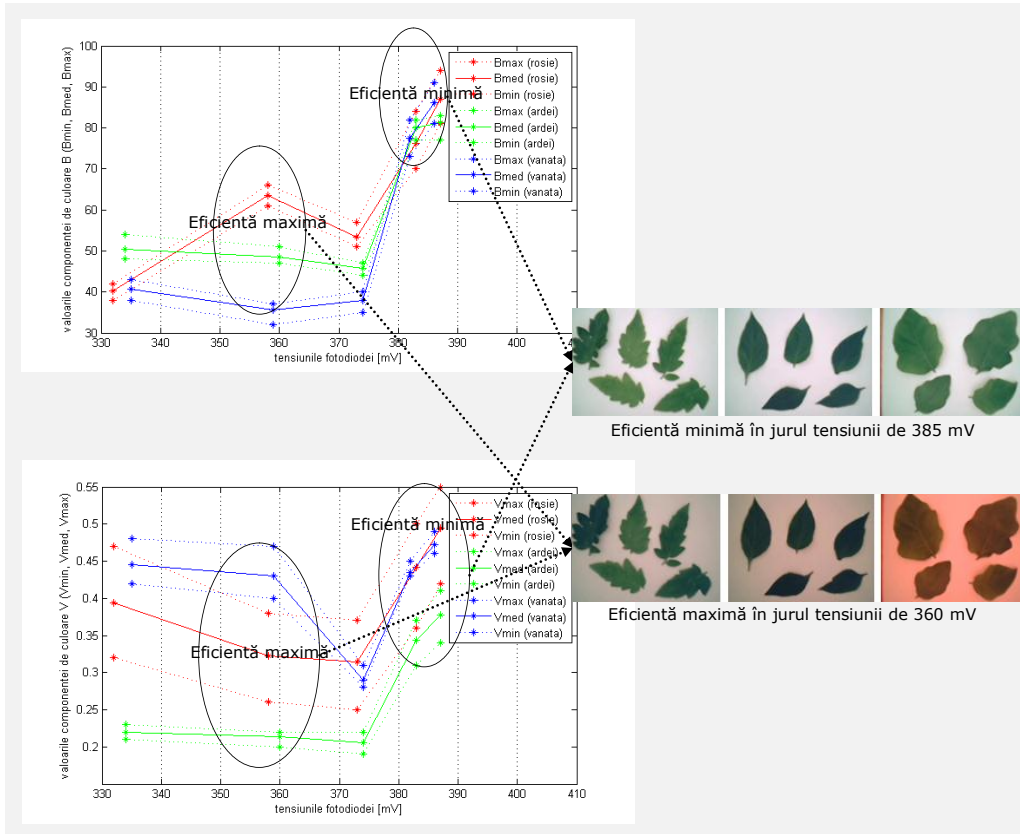 valoarile componentei de culoare B (Bmin, Bmed, Bmax)
100
90
80
70
60
50
40
30
330
340
350
360
370
380
390
400
410
tensiunile fotodiodei [mV]
Eficientă maximă
Eficientă minimă
Bmax (rosie)
Bmed (rosie)
Bmin (rosie)
Bmax (ardei)
Bmed (ardei)
Bmin (ardei)
Bmax (vanata)
Bmed (vanata)
Bmin (vanata)
Eficientă minimă în jurul tensiunii de 385 mV
valoarile componentei de culoare V (Vmin, Vmed, Vmax)
0.55
0.5
0.45
0.4
0.35
0.3
0.25
0.2
330
340
350
360
370
380
390
400
410
tensiunile fotodiodei [mV]
Eficientă maximă
Eficientă minimă
Vmax (rosie)
Vmed (rosie)
Vmin (rosie)
Vmax (ardei)
Vmed (ardei)
Vmin (ardei)
Vmax (vanata)
Vmed (vanata)
Vmin (vanata)
Eficientă maximă în jurul tensiunii de 360 mV